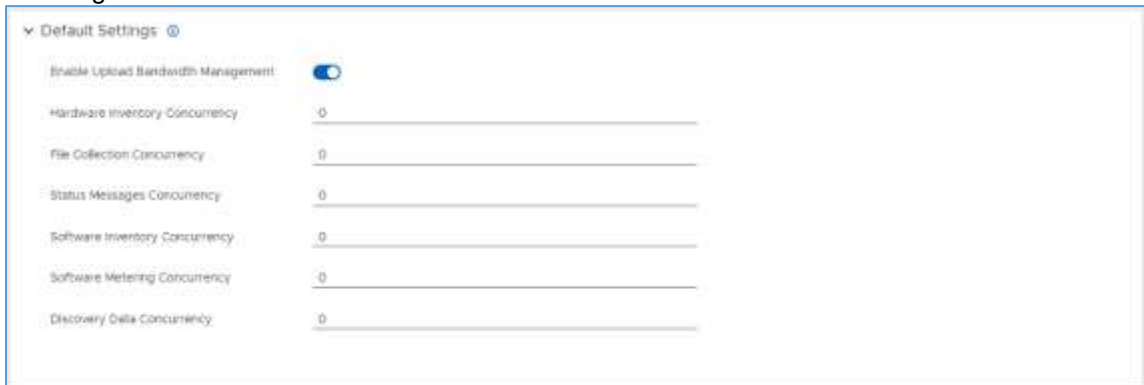 Default Settings
Enable Upload Bandwidth Management
Hardware Inventory Concurrency 0
File Collection Concurrency 0
Status Messages Concurrency 0
Software Inventory Concurrency 0
Software Metering Concurrency 0
Discovery Data Concurrency 0